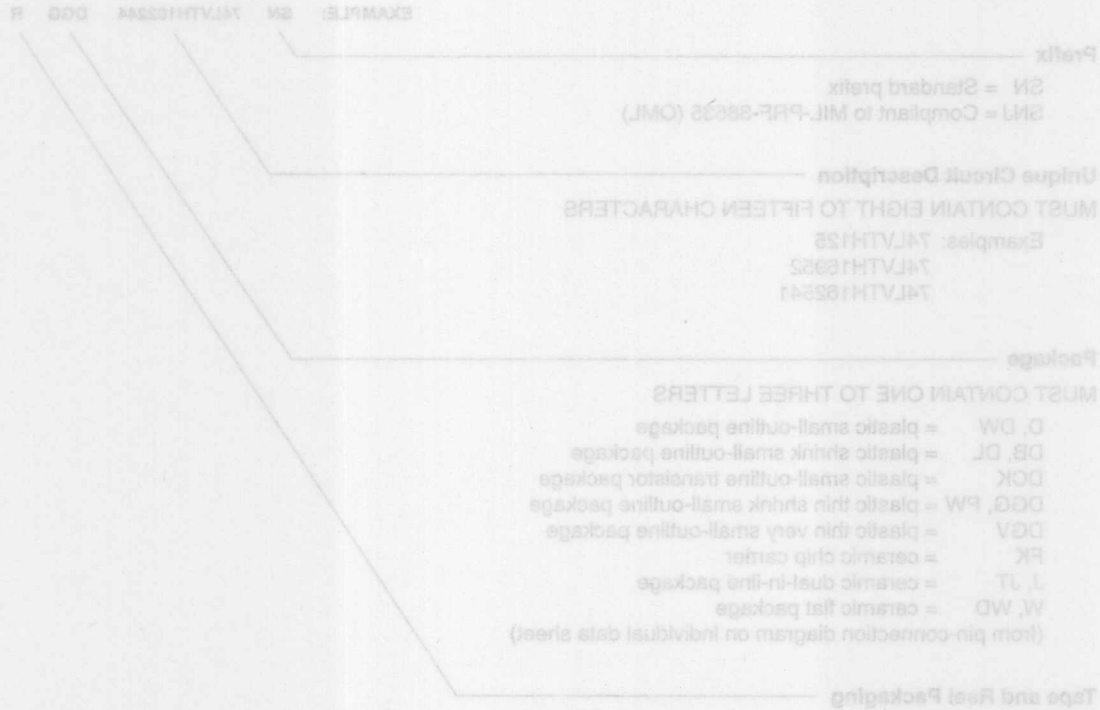 EXAMPLE: SN 74LVTH162244 DGG R
Prefix
SN = Standard prefix
SNJ = Compliant to MIL-PRF-38535 (QML)
Unique Circuit Description
MUST CONTAIN EIGHT TO FIFTEEN CHARACTERS
Examples: 74LVTH125
74LVTH16952
74LVTH162541
Package
MUST CONTAIN ONE TO THREE LETTERS
D, DW = plastic small-outline package
DB, DL = plastic shrink small-outline package
DCK = plastic small-outline transistor package
DGG, PW = plastic thin shrink small-outline package
DGV = plastic thin very small-outline package
FK = ceramic chip carrier
J, JT = ceramic dual-in-line package
W, WD = ceramic flat package
(from pin-connection diagram on individual data sheet)
Tape and Reel Packaging